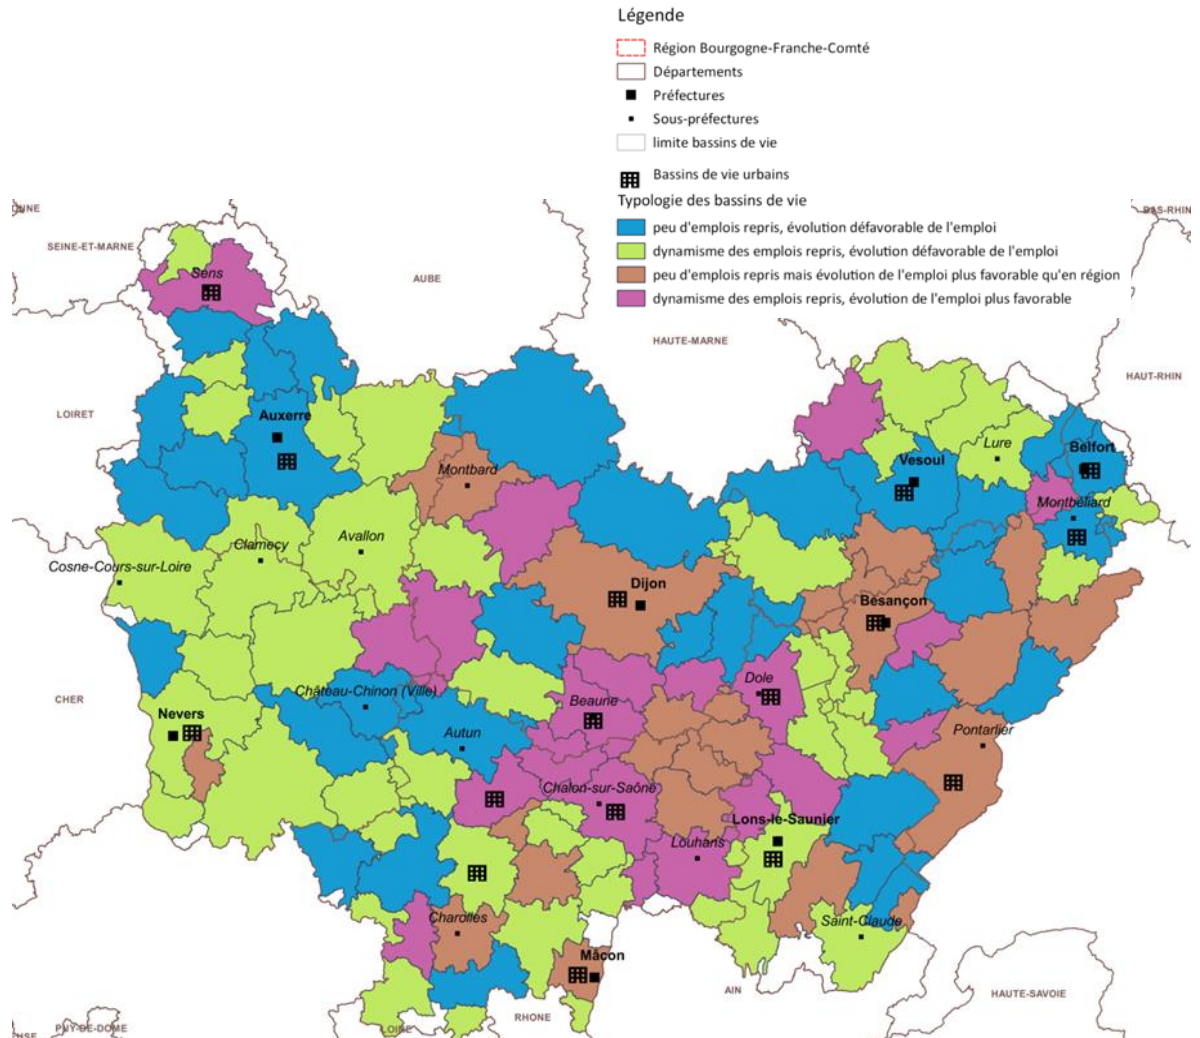 Légende
Région Bourgogne-Franche-Comté
Départements
Préfectures
Sous-préfectures
limite bassins de vie
Bassins de vie urbains
Typologie des bassins de vie
peu d'emplois repris, évolution défavorable de l'emploi
dynamisme des emplois repris, évolution défavorable de l'emploi
peu d'emplois repris mais évolution de l'emploi plus favorable qu'en région
dynamisme des emplois repris, évolution de l'emploi plus favorable
BAS-RHIN
SEINE-ET-MARNE
Sens
AUBE
HAUTE-MARNE
HAUT-RHIN
LOIRET
Auxerre
Lure
Belfort
Vesoul
Montbard
Montbéliard
Avallon
Clamecy
Cosne-Cours-sur-Loire
Dijon
Besançon
CHER
Château-Chinon (Ville)
Dole
Beaune
Nevers
Autun
Pontarlier
Chalon-sur-Saône
Lons-le-Saunier
Louhans
Charolles
Saint-Claude
Mâcon
AIN
HAUTE-SAVOIE
RHONE
PUY-DE-DOME
LOIRE